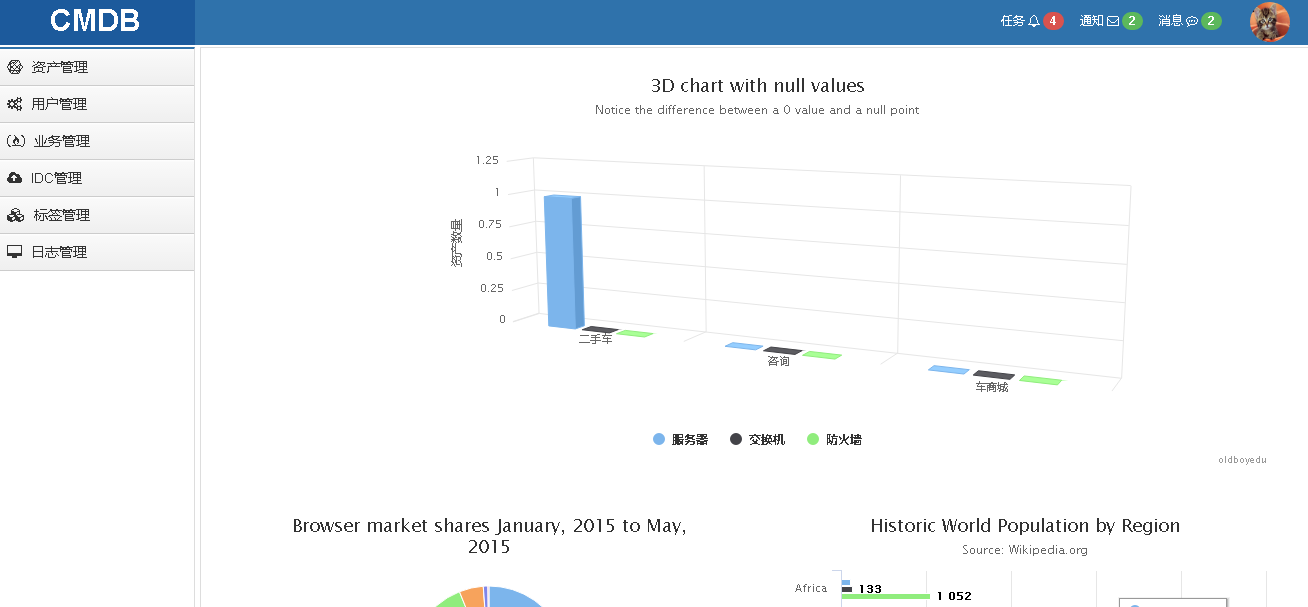 CMDB
任务 4 通知 2 消息 2
资产管理
用户管理
业务管理
IDC管理
标签管理
日志管理
3D chart with null values
Notice the difference between a 0 value and a null point
资产数量
1.25
1
0.75
0.5
0.25
0
二手车
咨询
车商城
服务器 交换机 防火墙
oldboyedu
Browser market shares January, 2015 to May,
2015
Historic World Population by Region
Source: Wikipedia.org
Africa
133
1 052